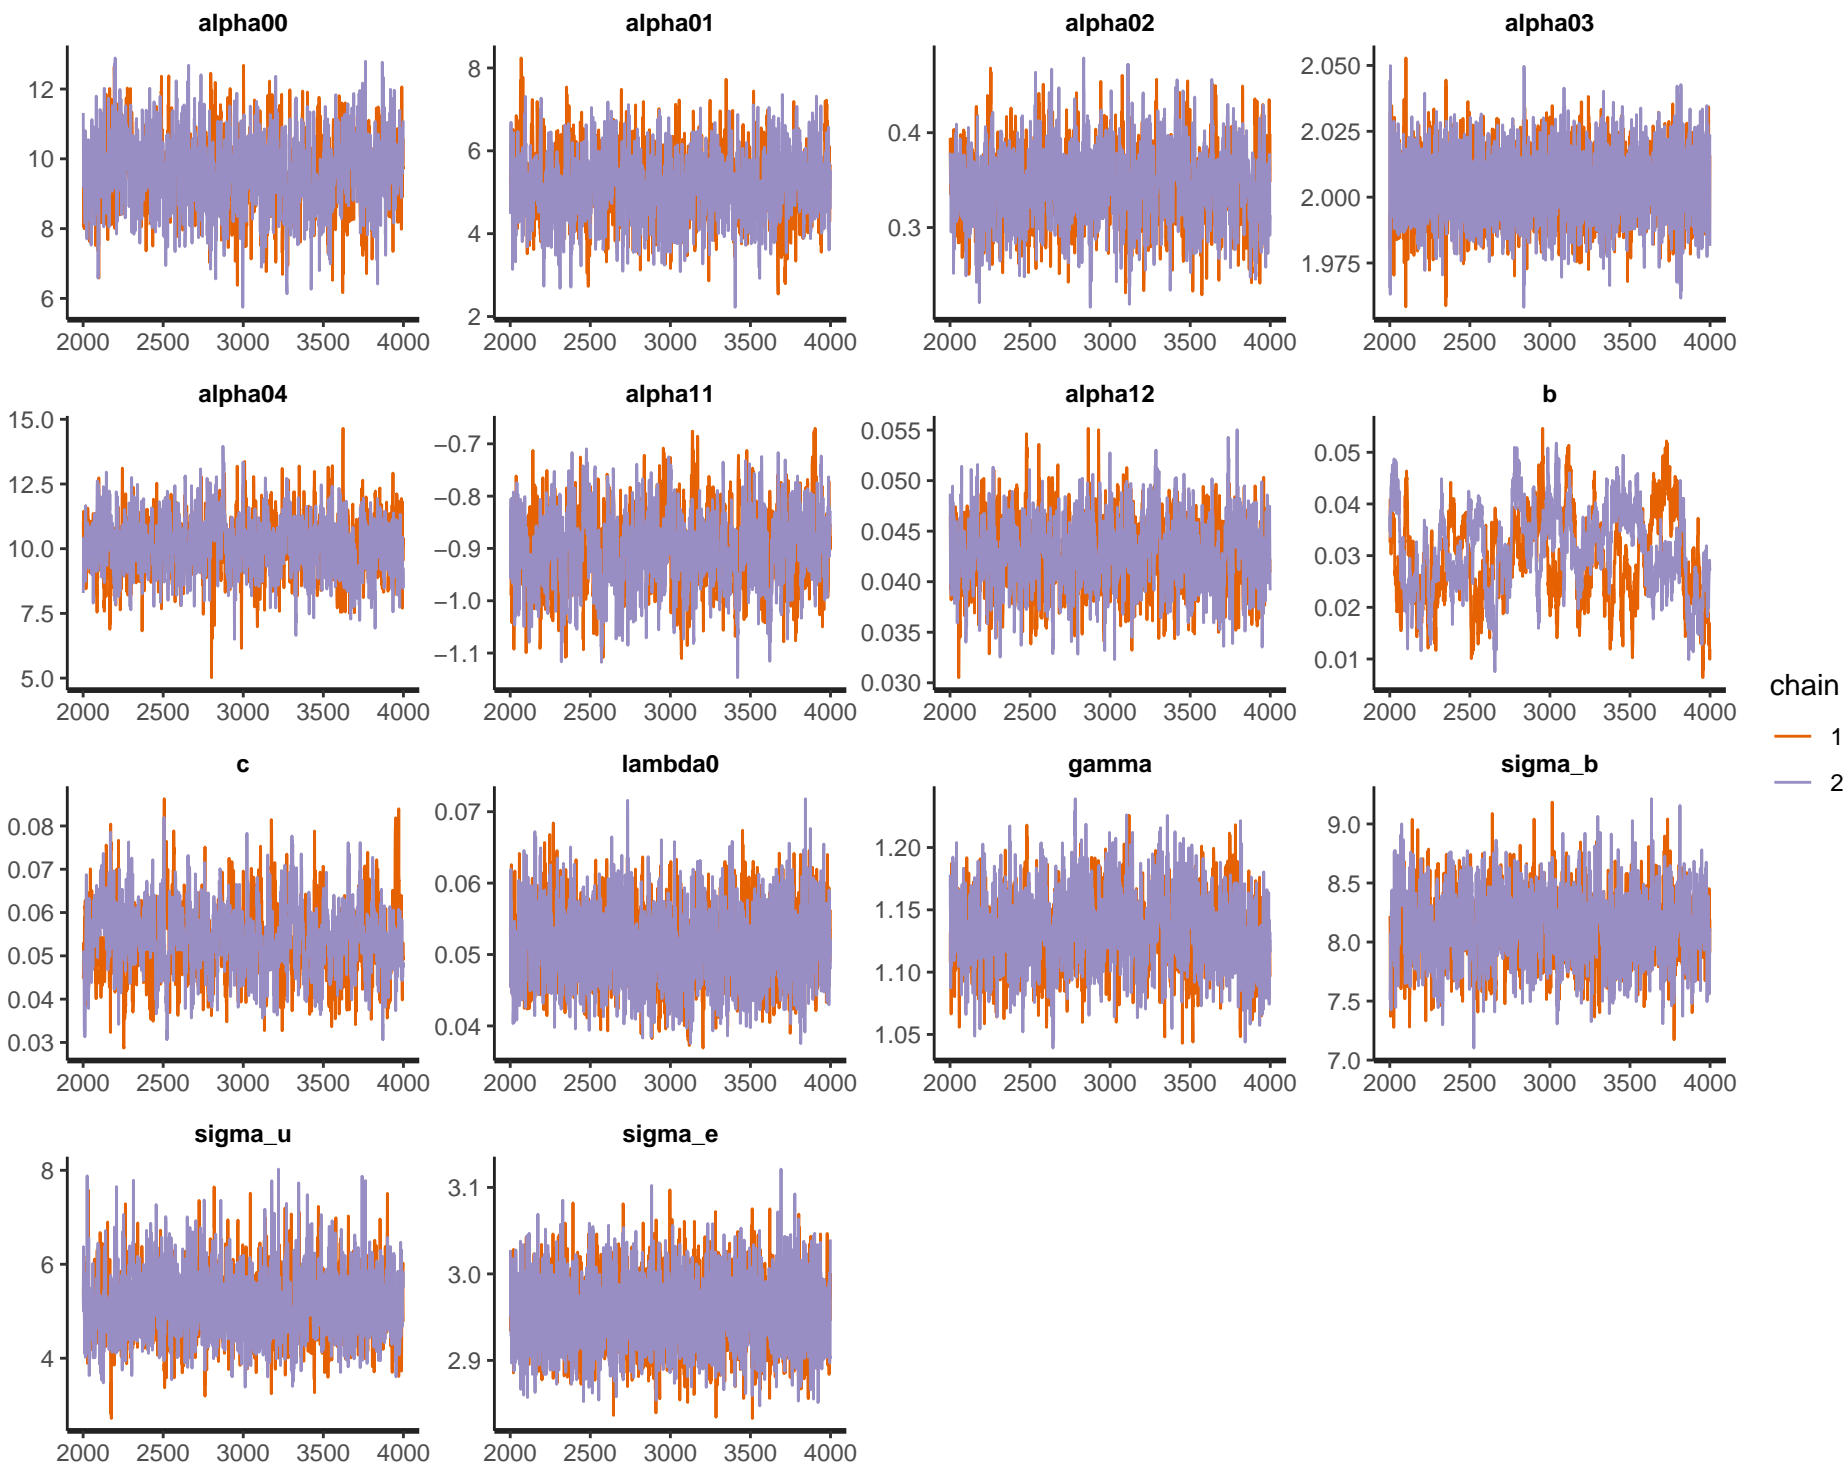 alpha00 alpha01 alpha02 alpha03
12 10 8 6
8 6 4 2
0.4 0.3
2.050 2.025 2.000 1.975
2000 2500 3000 3500 4000 2000 2500 3000 3500 4000 2000 2500 3000 3500 4000 2000 2500 3000 3500 4000
alpha04 alpha11 alpha12 b
15.0 12.5 10.0 7.5 5.0
−0.7 −0.8 −0.9 −1.0 −1.1
0.055 0.050 0.045 0.040 0.035 0.030
0.05 0.04 0.03 0.02 0.01
2000 2500 3000 3500 4000 2000 2500 3000 3500 4000 2000 2500 3000 3500 4000 2000 2500 3000 3500 4000
chain
1
2
c lambda0 gamma sigma_b
0.08 0.07 0.06 0.05 0.04 0.03
0.07 0.06 0.05 0.04
1.20 1.15 1.10 1.05
9.0 8.5 8.0 7.5 7.0
2000 2500 3000 3500 4000 2000 2500 3000 3500 4000 2000 2500 3000 3500 4000 2000 2500 3000 3500 4000
sigma_u sigma_e
8 6 4
3.1 3.0 2.9
2000 2500 3000 3500 4000 2000 2500 3000 3500 4000